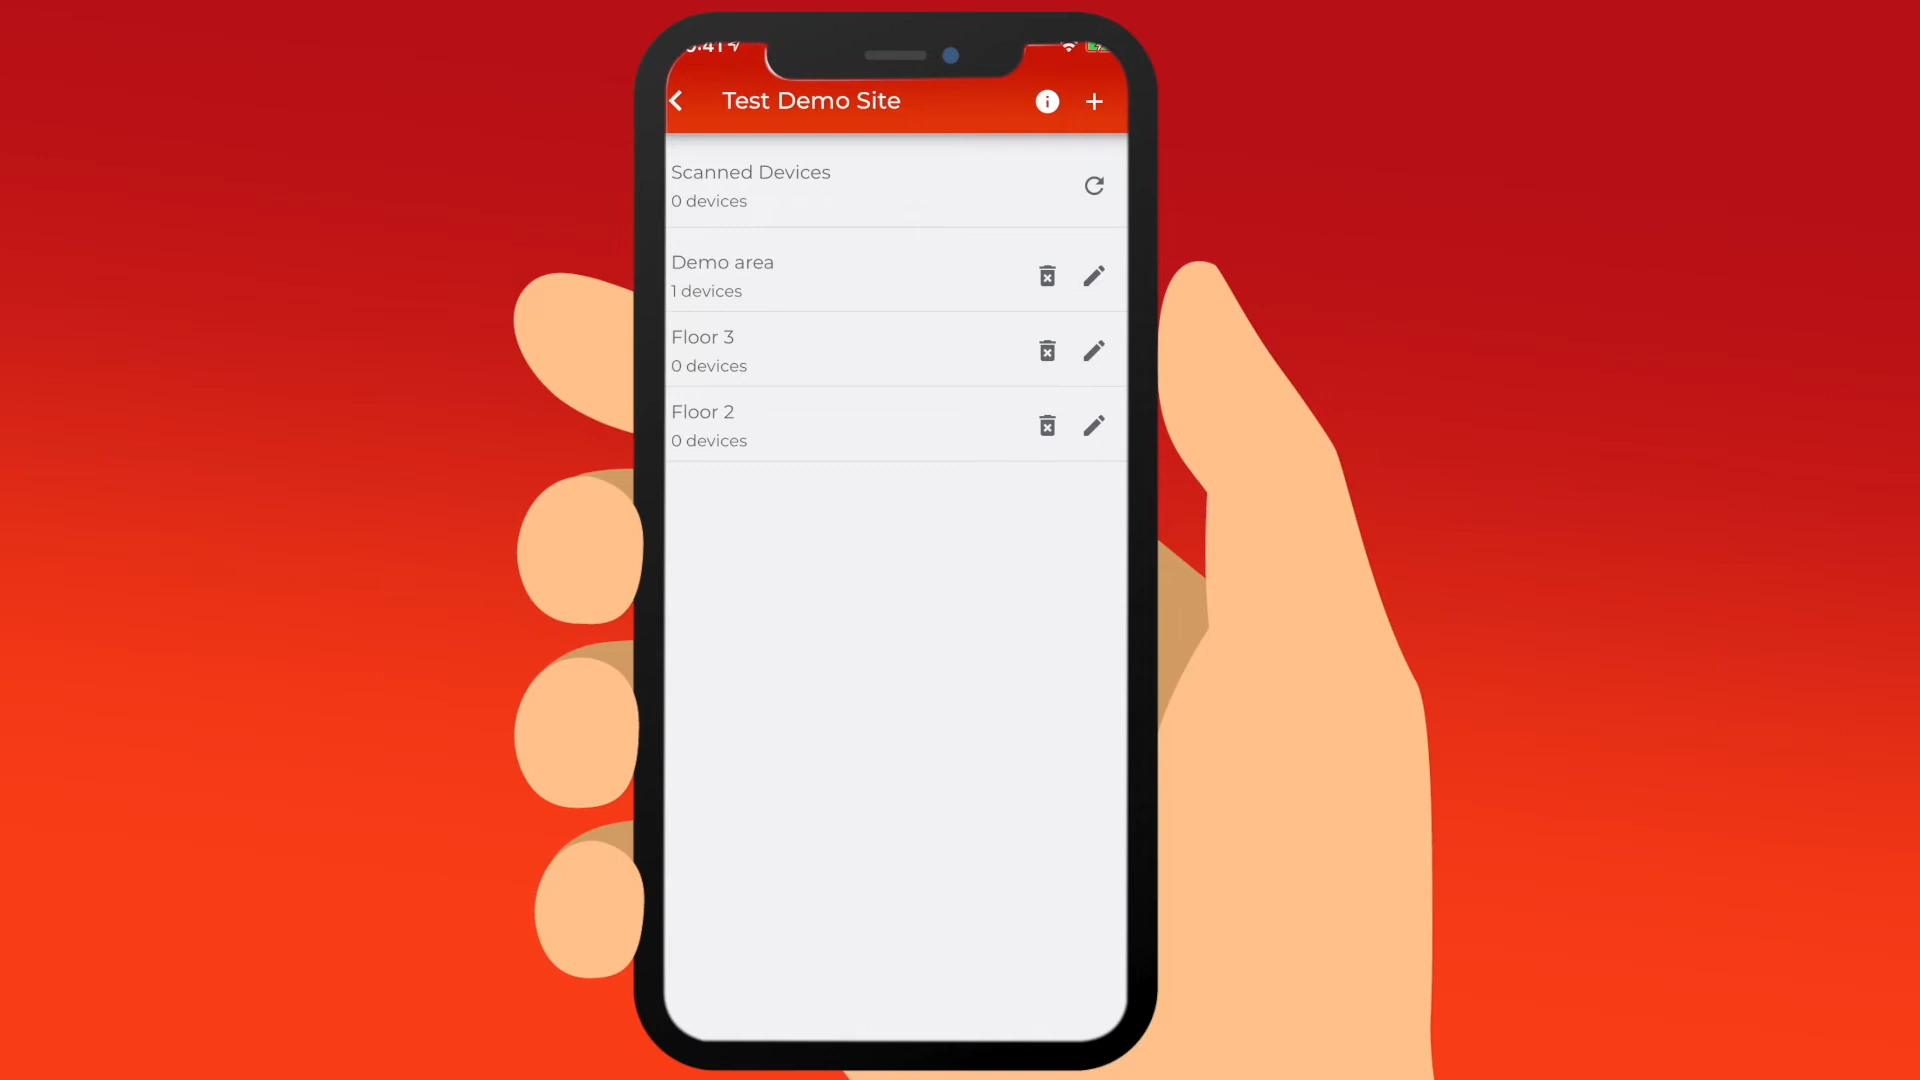 Test Demo Site
Scanned Devices
0 devices
Demo area
1 devices
Floor 3
0 devices
Floor 2
0 devices